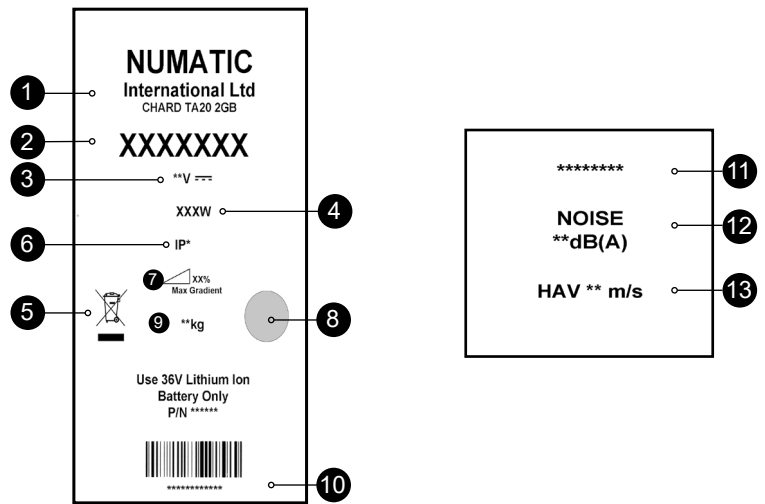 NUMATIC
1 International Ltd
CHARD TA20 2GB
2 XXXXXXX
3 **V
XXXW 4
6 IP*
7 XX%
Max Gradient
5
9 **kg
8
Use 36V Lithium Ion
Battery Only
P/N ******
************ 10
******** 11
NOISE 12
**dB(A)
HAV ** m/s 13